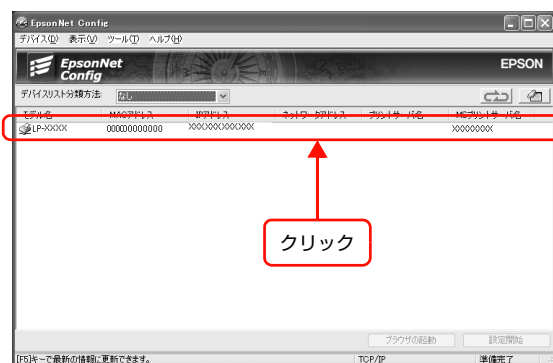 EpsonNet Config
デバイス(D) 表示(V) ツール(T) ヘルプ(H)
EpsonNet
Config
EPSON
デバイスリスト分類方法: なし
モデル名 MACアドレス IPアドレス ネットワークアドレス プリントサーバ名 MSプリントサーバ名
LP-XXXX 000000000000 XXX.XXX.XXX.XXX XXXXXXXX
クリック
ブラウザの起動 設定開始
[F5]キーで最新の情報に更新できます。 TCP/IP 準備完了